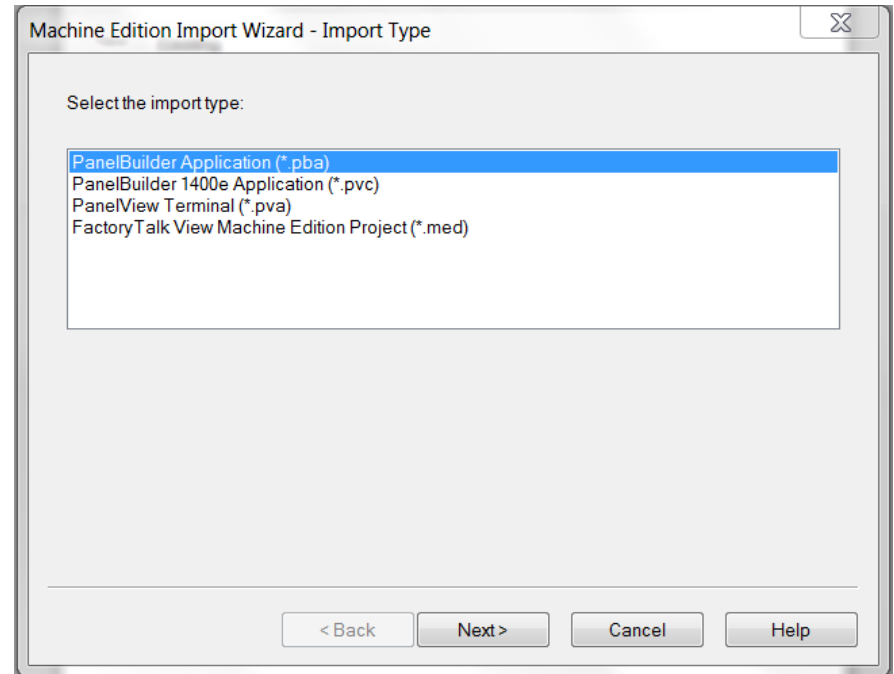 Machine Edition Import Wizard - Import Type
Select the import type:
PanelBuilder Application (*.pba)
PanelBuilder 1400e Application (*.pvc)
PanelView Terminal (*.pva)
FactoryTalk View Machine Edition Project (*.med)
< Back Next > Cancel Help